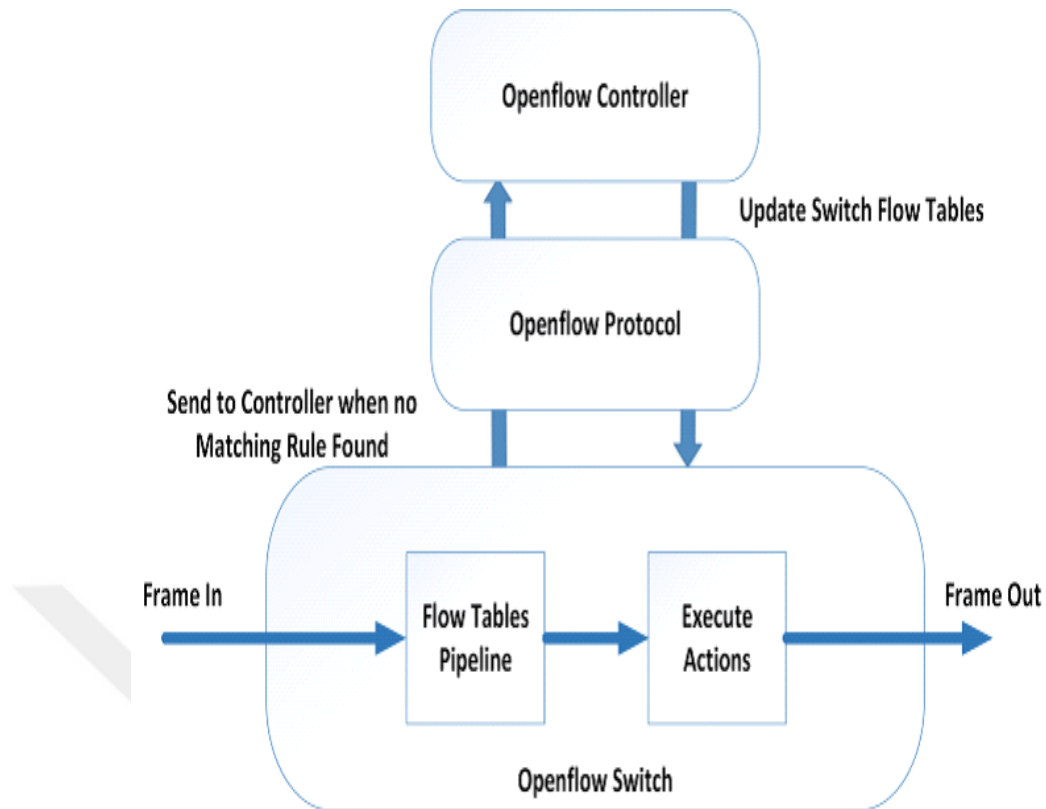 Openflow Controller
Update Switch Flow Tables
Openflow Protocol
Send to Controller when no
Matching Rule Found
Frame In
Flow Tables
Pipeline
Execute
Actions
Frame Out
Openflow Switch